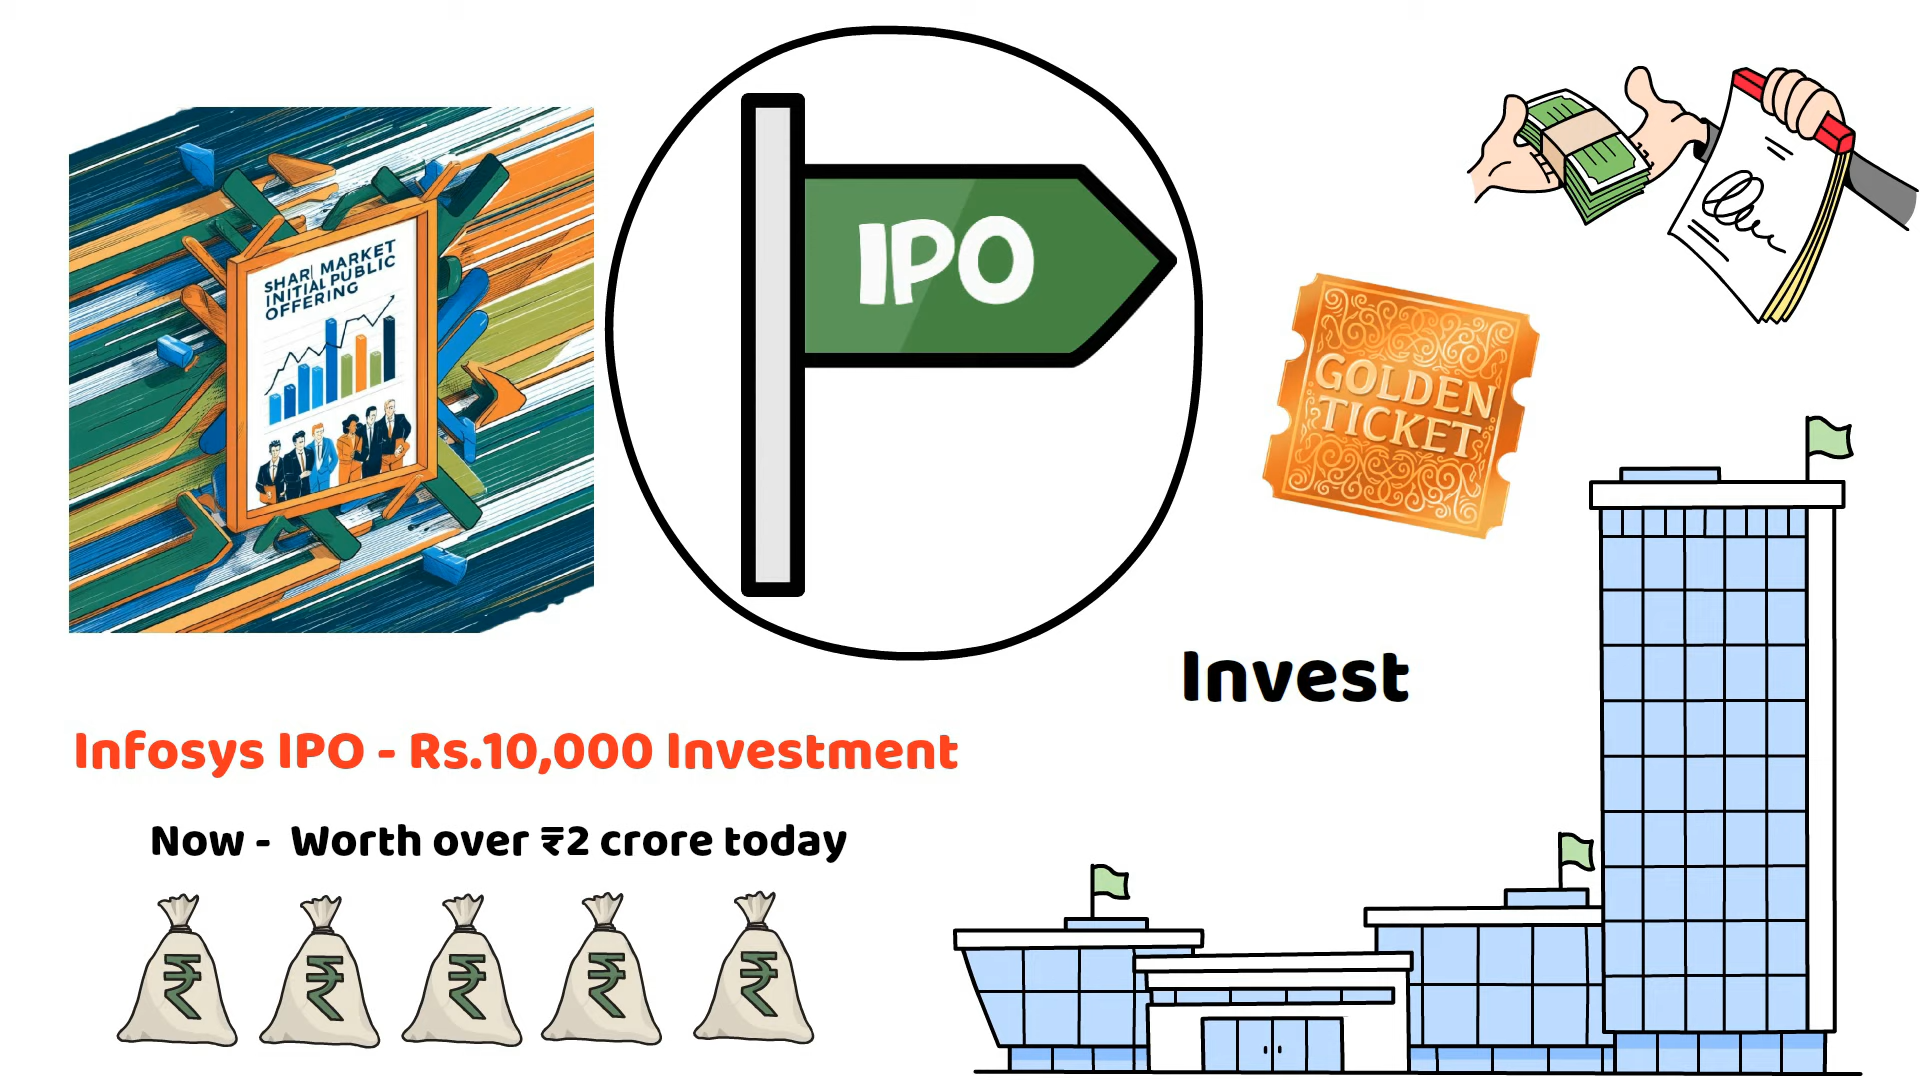 SHAR MARKET
INITIAL PUBLIC
OFFERING
IPO
GOLDEN
TICKET
Invest
Infosys IPO - Rs.10,000 Investment
Now - Worth over ₹2 crore today
₹ ₹ ₹ ₹ ₹